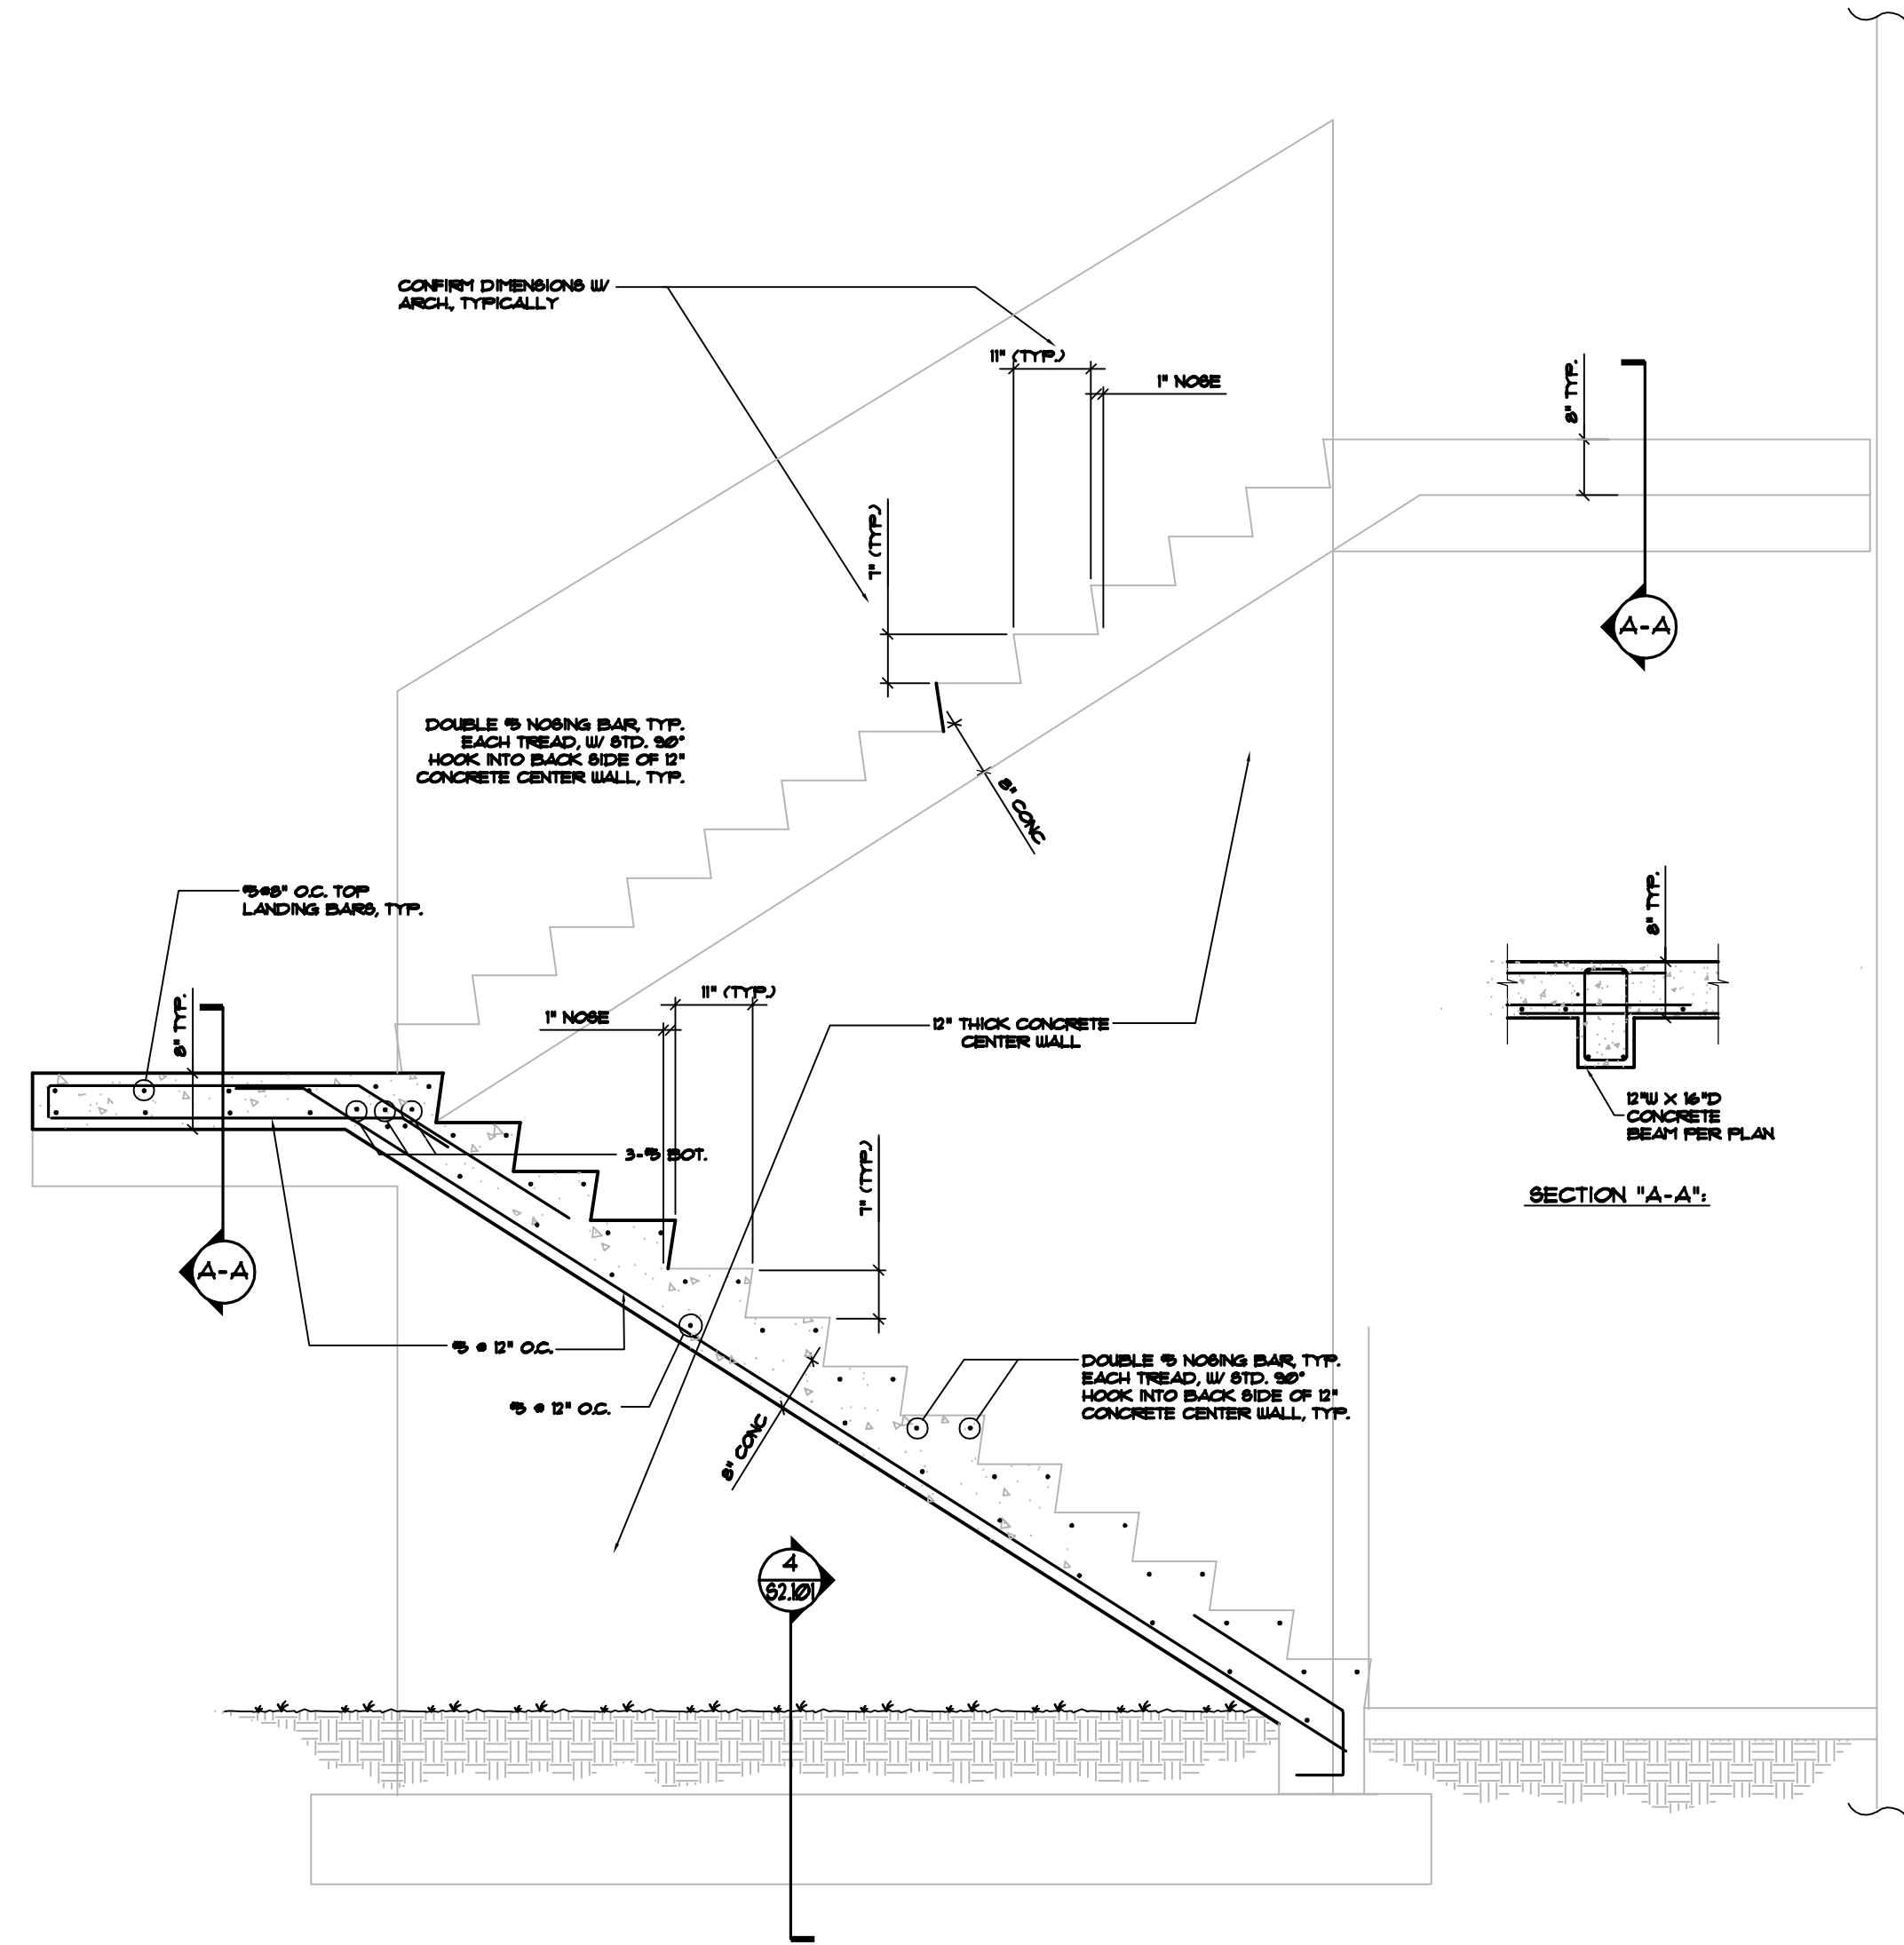 CONFIRM DIMENSIONS W/
ARCH., TYPICALLY
11" (TYP.)
1" NOSE
8" TYP.
7" (TYP.)
A-A
DOUBLE #5 NOSING BAR, TYP.
EACH TREAD, W/ STD. 90°
HOOK INTO BACK SIDE OF 12"
CONCRETE CENTER WALL, TYP.
8" CONC
#5@8" O.C. TOP
LANDING BARS, TYP.
8" TYP.
8" TYP.
11" (TYP.)
1" NOSE
12" THICK CONCRETE
CENTER WALL
12"W X 16"D
CONCRETE
BEAM PER PLAN
3-#5 BOT.
7" (TYP.)
SECTION "A-A":
A-A
#5 @ 12" O.C.
DOUBLE #5 NOSING BAR, TYP.
EACH TREAD, W/ STD. 90°
HOOK INTO BACK SIDE OF 12"
CONCRETE CENTER WALL, TYP.
#5 @ 12" O.C.
8" CONC
4
S2.101